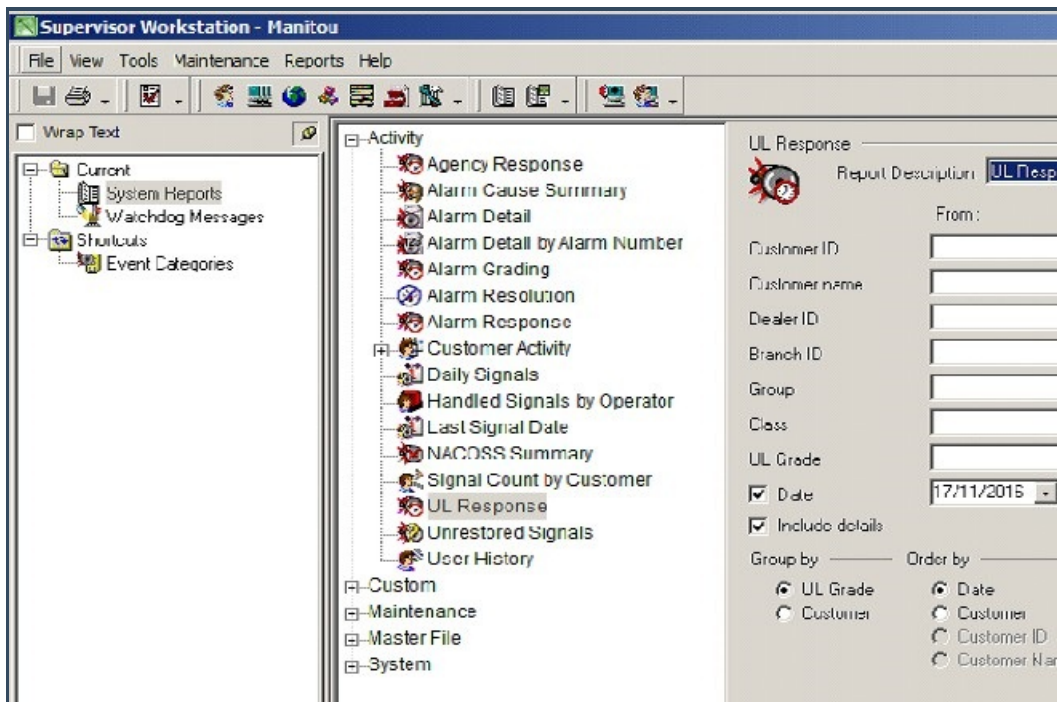 Supervisor Workstation - Manitou
File View Tools Maintenance Reports Help
Wrap Text
Current
System Reports
Watchdog Messages
Shortcuts
Event Categories
Activity
Agency Response
Alarm Cause Summary
Alarm Detail
Alarm Detail by Alarm Number
Alarm Grading
Alarm Resolution
Alarm Response
Customer Activity
Daily Signals
Handled Signals by Operator
Last Signal Date
NACOSS Summary
Signal Count by Customer
UL Response
Unrestored Signals
User History
Custom
Maintenance
Master File
System
UL Response
Report Description UL Resp
From:
Customer ID
Customer name
Dealer ID
Branch ID
Group
Class
UL Grade
Date 17/11/2016
Include details
Group by Order by
UL Grade Date
Customer Customer
Customer ID
Customer Nar